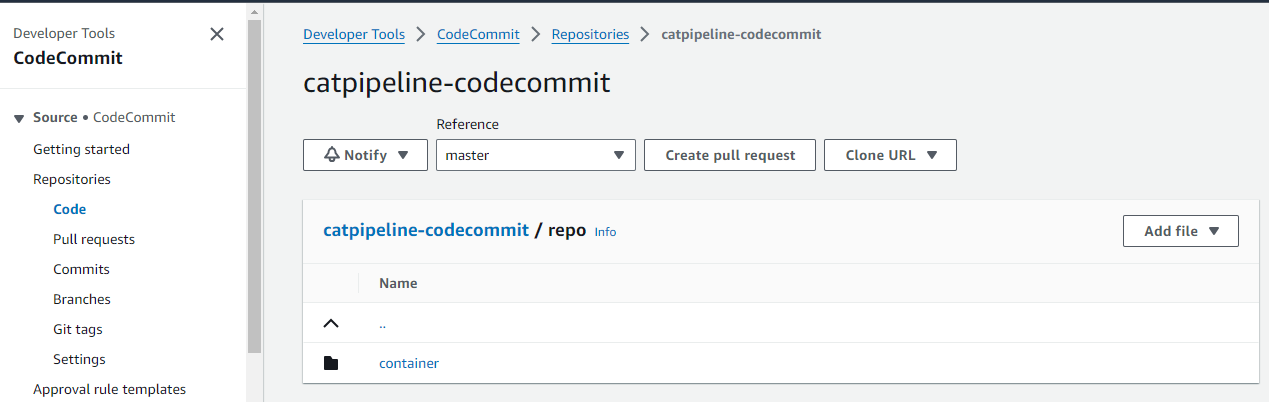 Developer Tools
CodeCommit
Source • CodeCommit
Getting started
Repositories
Code
Pull requests
Commits
Branches
Git tags
Settings
Approval rule templates
Developer Tools > CodeCommit > Repositories > catpipeline-codecommit
catpipeline-codecommit
Reference
Notify master Create pull request Clone URL
catpipeline-codecommit / repo Info Add file
Name
..
container